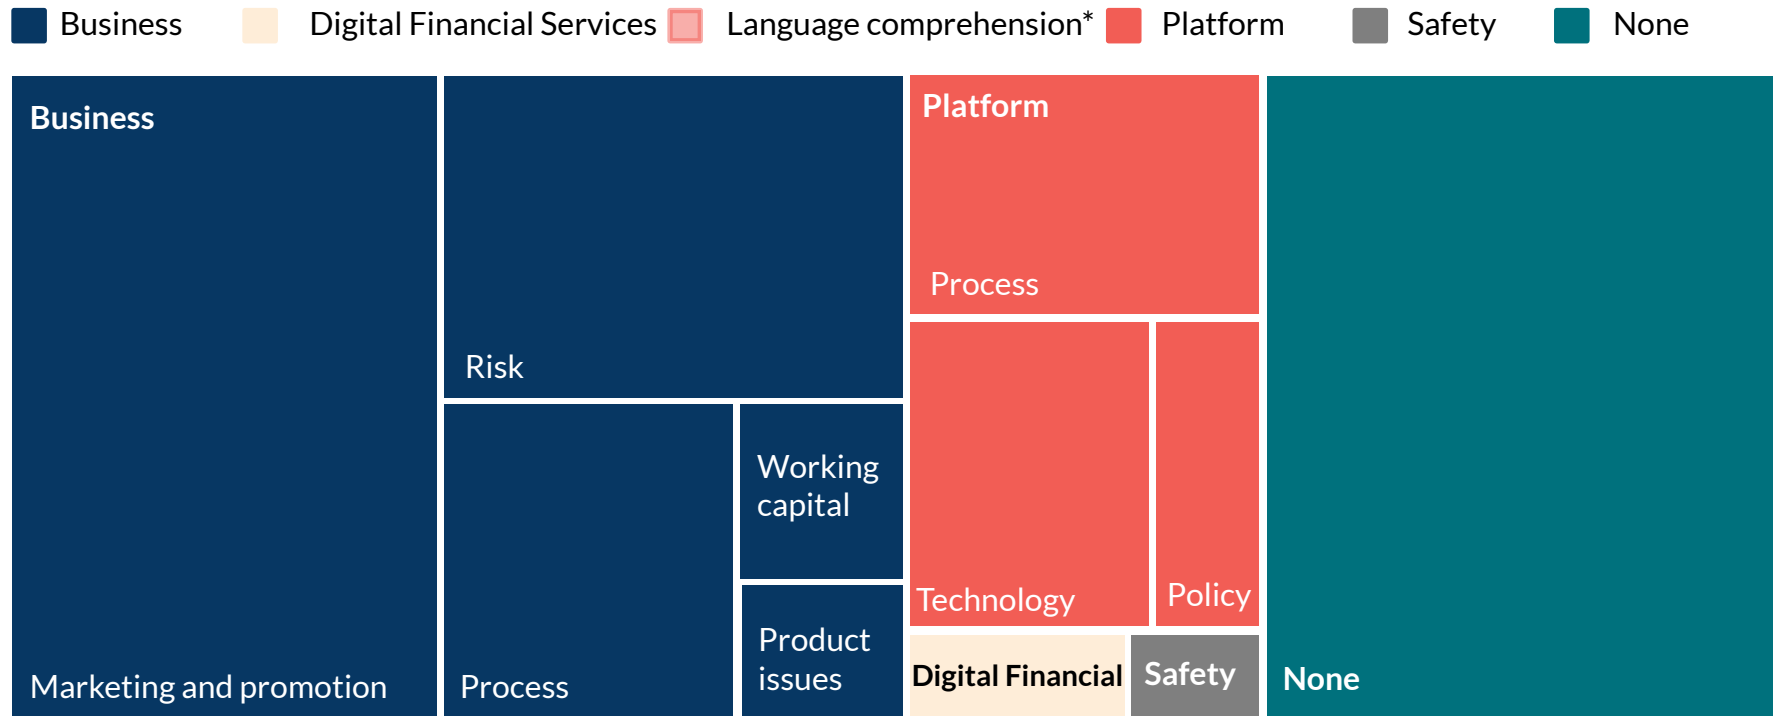 Business Digital Financial Services Language comprehension* Platform Safety None
Business
Marketing and promotion
Risk
Process
Working
capital
Product
issues
Platform
Process
Technology
Policy
Digital Financial
Safety
None